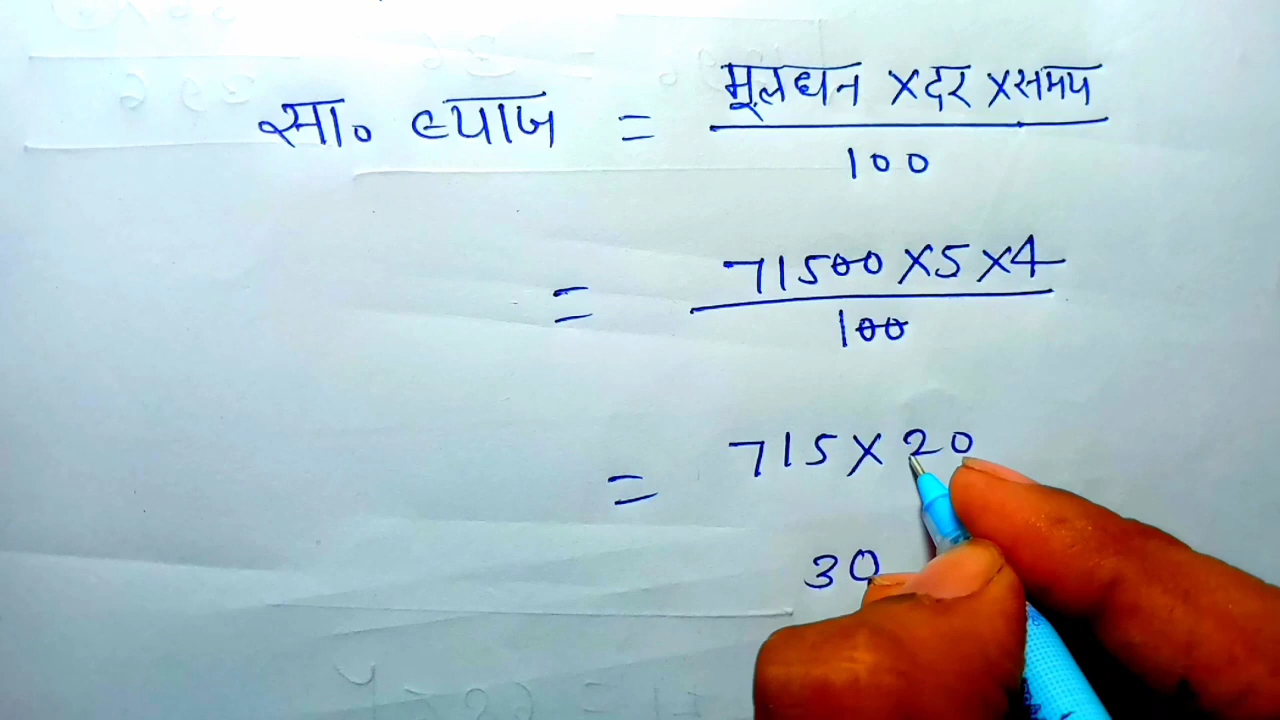 सा० ब्याज = मूलधन X दर X समय / 100
= 71500 X 5 X 4 / 100
= 715 X 20
30